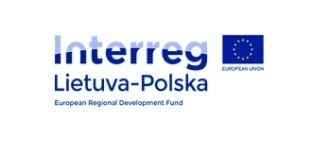 Interreg
EUROPEAN UNION
Lietuva-Polska
European Regional Development Fund